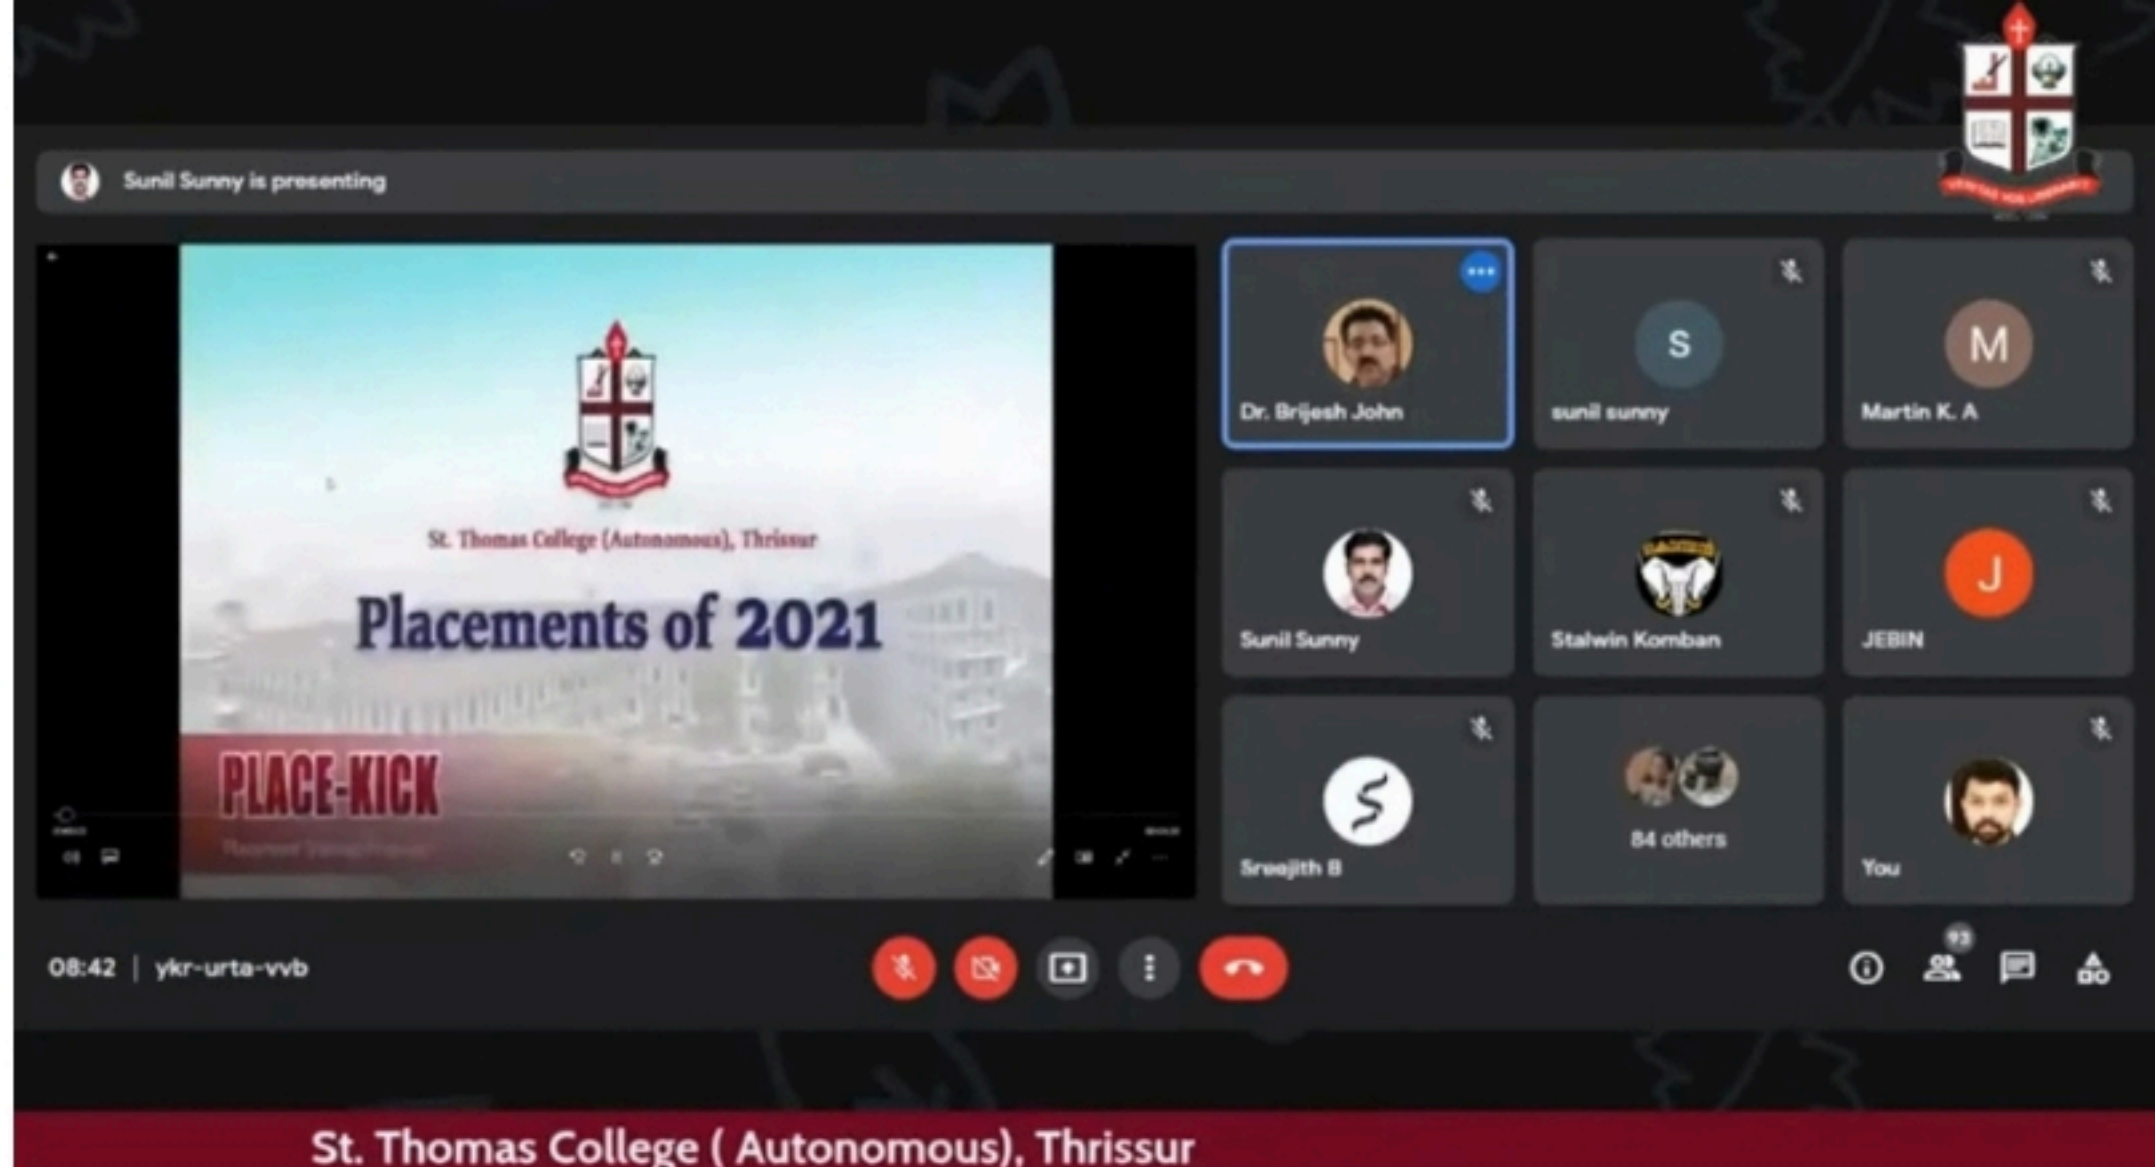 Sunil Sunny is presenting
St. Thomas College (Autonomous), Thrissur
Placements of 2021
PLACE-KICK
Dr. Brijesh John
S
sunil sunny
M
Martin K. A
Sunil Sunny
Stalwin Komban
J
JEBIN
S
Sreejith B
84 others
You
08:42 | ykr-urta-vvb
93
St. Thomas College ( Autonomous), Thrissur